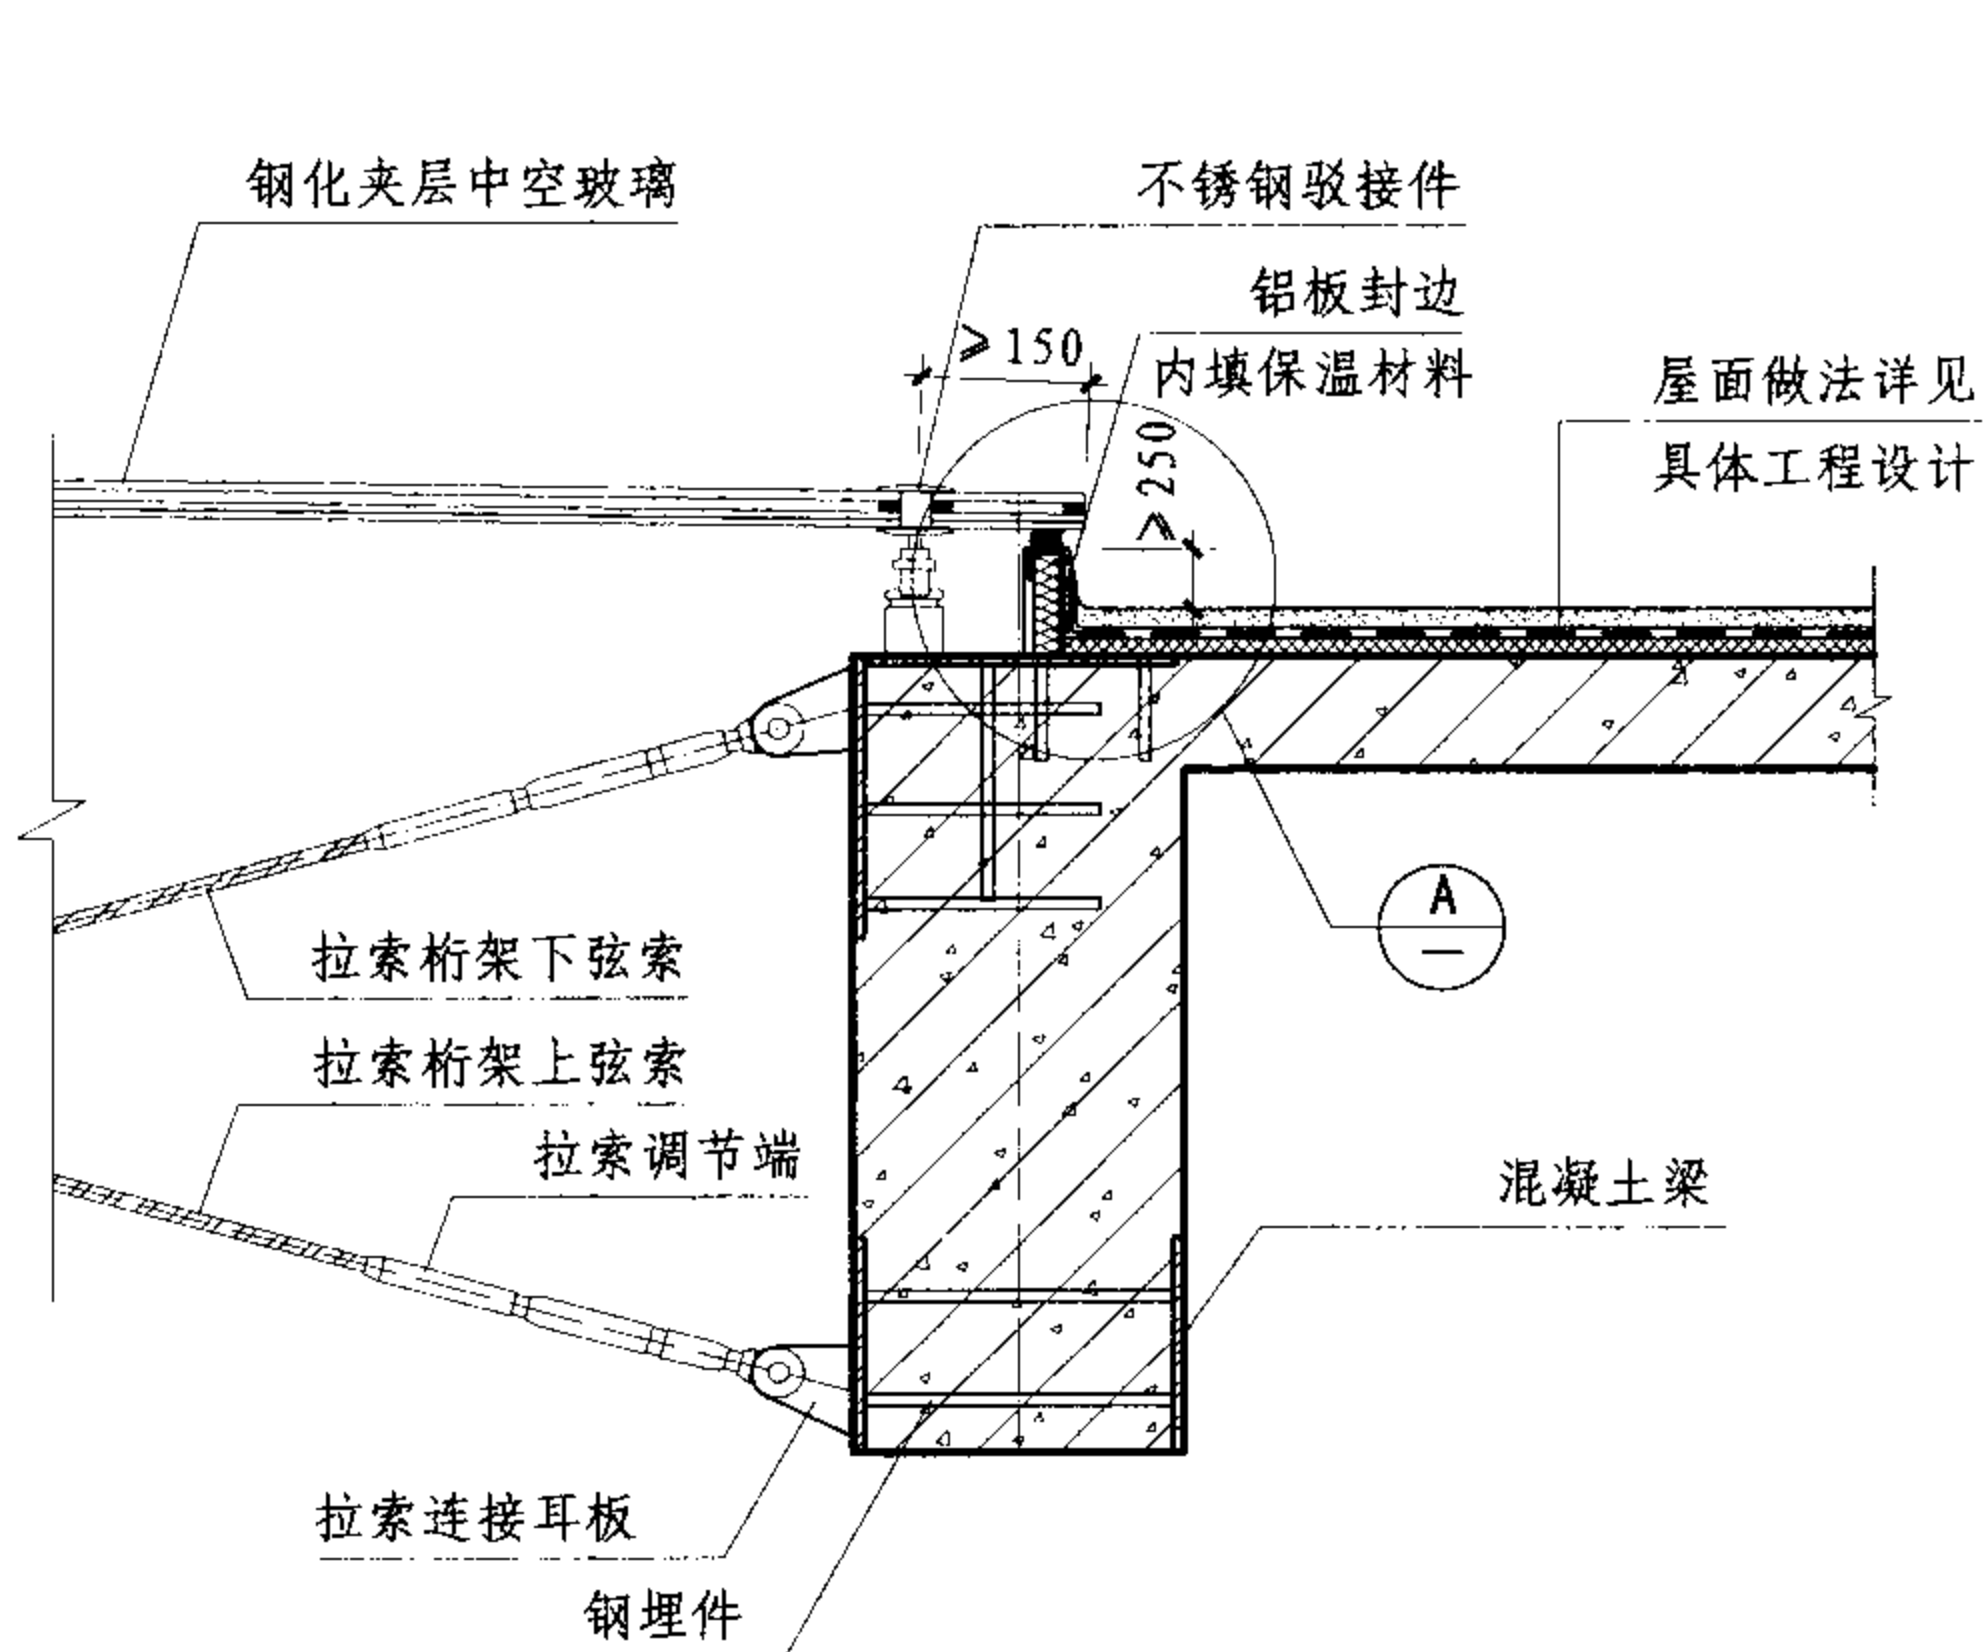 钢化夹层中空玻璃
不锈钢驳接件
铝板封边
内填保温材料
≥150
≥250
屋面做法详见
具体工程设计
A
拉索桁架下弦索
拉索桁架上弦索
拉索调节端
混凝土梁
拉索连接耳板
钢埋件